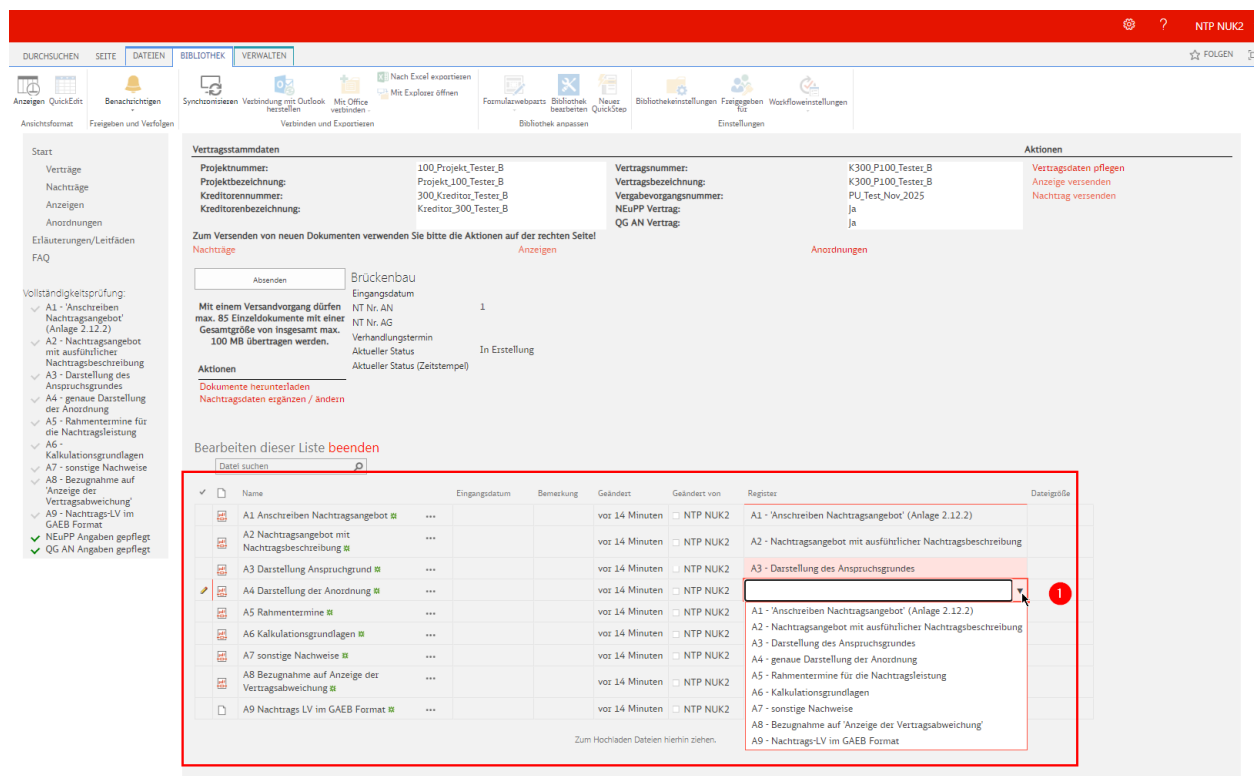 ? NTP NUK2
DURCHSUCHEN SEITE DATEIEN BIBLIOTHEK VERWALTEN FOLGEN
Anzeigen QuickEdit
Ansichtsformat
Benachrichtigen
Freigeben und Verfolgen
Synchronisieren
Verbindung mit Outlook
herstellen
Mit Office
verbinden
Nach Excel exportieren
Mit Explorer öffnen
Verbinden und Exportieren
Formularwebparts
Bibliothek
bearbeiten
Neuer
QuickStep
Bibliothek anpassen
Bibliothekeinstellungen
Freigegeben
für
Workfloweinstellungen
Einstellungen
Start
Verträge
Nachträge
Anzeigen
Anordnungen
Erläuterungen/Leitfäden
FAQ
Vollständigkeitsprüfung:
A1 - 'Anschreiben
Nachtragsangebot'
(Anlage 2.12.2)
A2 - Nachtragsangebot
mit ausführlicher
Nachtragsbeschreibung
A3 - Darstellung des
Anspruchsgrundes
A4 - genaue Darstellung
der Anordnung
A5 - Rahmentermine für
die Nachtragsleistung
A6 -
Kalkulationsgrundlagen
A7 - sonstige Nachweise
A8 - Bezugnahme auf
'Anzeige der
Vertragsabweichung'
A9 - Nachtrags-LV im
GAEB Format
NEuPP Angaben gepflegt
QG AN Angaben gepflegt
Vertragsstammdaten
Projektnummer: 100_Projekt_Tester_B
Projektbezeichnung: Projekt_100_Tester_B
Kreditorennummer: 300_Kreditor_Tester_B
Kreditorenbezeichnung: Kreditor_300_Tester_B
Vertragsnummer: K300_P100_Tester_B
Vertragsbezeichnung: K300_P100_Tester_B
Vergabevorgangsnummer: PU_Test_Nov_2025
NEuPP Vertrag: Ja
QG AN Vertrag: Ja
Aktionen
Vertragsdaten pflegen
Anzeige versenden
Nachtrag versenden
Zum Versenden von neuen Dokumenten verwenden Sie bitte die Aktionen auf der rechten Seite!
Nachträge Anzeigen Anordnungen
Absenden
Mit einem Versandvorgang dürfen
max. 85 Einzeldokumente mit einer
Gesamtgröße von insgesamt max.
100 MB übertragen werden.
Aktionen
Dokumente herunterladen
Nachtragsdaten ergänzen / ändern
Brückenbau
Eingangsdatum
NT Nr. AN 1
NT Nr. AG
Verhandlungstermin
Aktueller Status In Erstellung
Aktueller Status (Zeitstempel)
Bearbeiten dieser Liste beenden
Datei suchen
Name Eingangsdatum Bemerkung Geändert Geändert von Register Dateigröße
A1 Anschreiben Nachtragsangebot ... vor 14 Minuten NTP NUK2 A1 - 'Anschreiben Nachtragsangebot' (Anlage 2.12.2)
A2 Nachtragsangebot mit
Nachtragsbeschreibung ... vor 14 Minuten NTP NUK2 A2 - Nachtragsangebot mit ausführlicher Nachtragsbeschreibung
A3 Darstellung Anspruchgrund ... vor 14 Minuten NTP NUK2 A3 - Darstellung des Anspruchsgrundes
A4 Darstellung der Anordnung ... vor 14 Minuten NTP NUK2
1
A5 Rahmentermine ... vor 14 Minuten NTP NUK2
A6 Kalkulationsgrundlagen ... vor 14 Minuten NTP NUK2
A7 sonstige Nachweise ... vor 14 Minuten NTP NUK2
A8 Bezugnahme auf Anzeige der
Vertragsabweichung ... vor 14 Minuten NTP NUK2
A9 Nachtrags LV im GAEB Format ... vor 14 Minuten NTP NUK2
A1 - 'Anschreiben Nachtragsangebot' (Anlage 2.12.2)
A2 - Nachtragsangebot mit ausführlicher Nachtragsbeschreibung
A3 - Darstellung des Anspruchsgrundes
A4 - genaue Darstellung der Anordnung
A5 - Rahmentermine für die Nachtragsleistung
A6 - Kalkulationsgrundlagen
A7 - sonstige Nachweise
A8 - Bezugnahme auf 'Anzeige der Vertragsabweichung'
A9 - Nachtrags-LV im GAEB Format
Zum Hochladen Dateien hierhin ziehen.